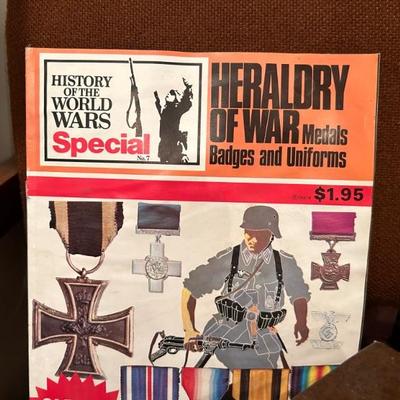 HISTORY
OF THE
WORLD
WARS
Special
No. 7
HERALDRY
OF WAR Medals
Badges and Uniforms
$1.95